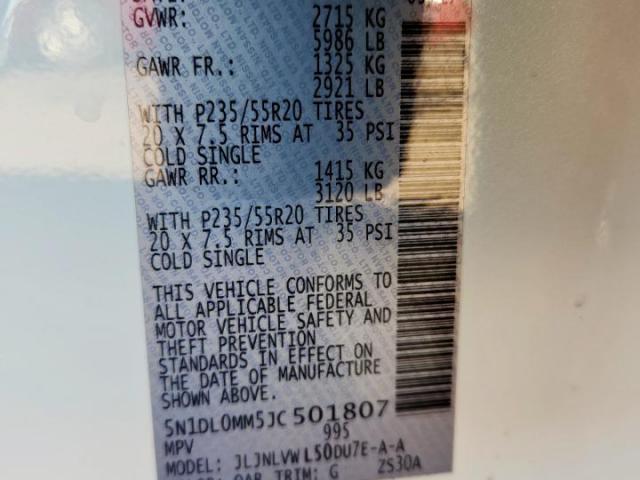 GVWR: 2715 KG
5986 LB
GAWR FR.: 1325 KG
2921 LB
WITH P235/55R20 TIRES
20 X 7.5 RIMS AT 35 PSI
COLD SINGLE
GAWR RR.: 1415 KG
3120 LB
WITH P235/55R20 TIRES
20 X 7.5 RIMS AT 35 PSI
COLD SINGLE
THIS VEHICLE CONFORMS TO
ALL APPLICABLE FEDERAL
MOTOR VEHICLE SAFETY AND
THEFT PREVENTION
STANDARDS IN EFFECT ON
THE DATE OF MANUFACTURE
SHOWN ABOVE.
5N1DL0MM5JC501807
MPV 995
MODEL: JLJNLVWL50DU7E-A-A
TRIM: G ZS30A